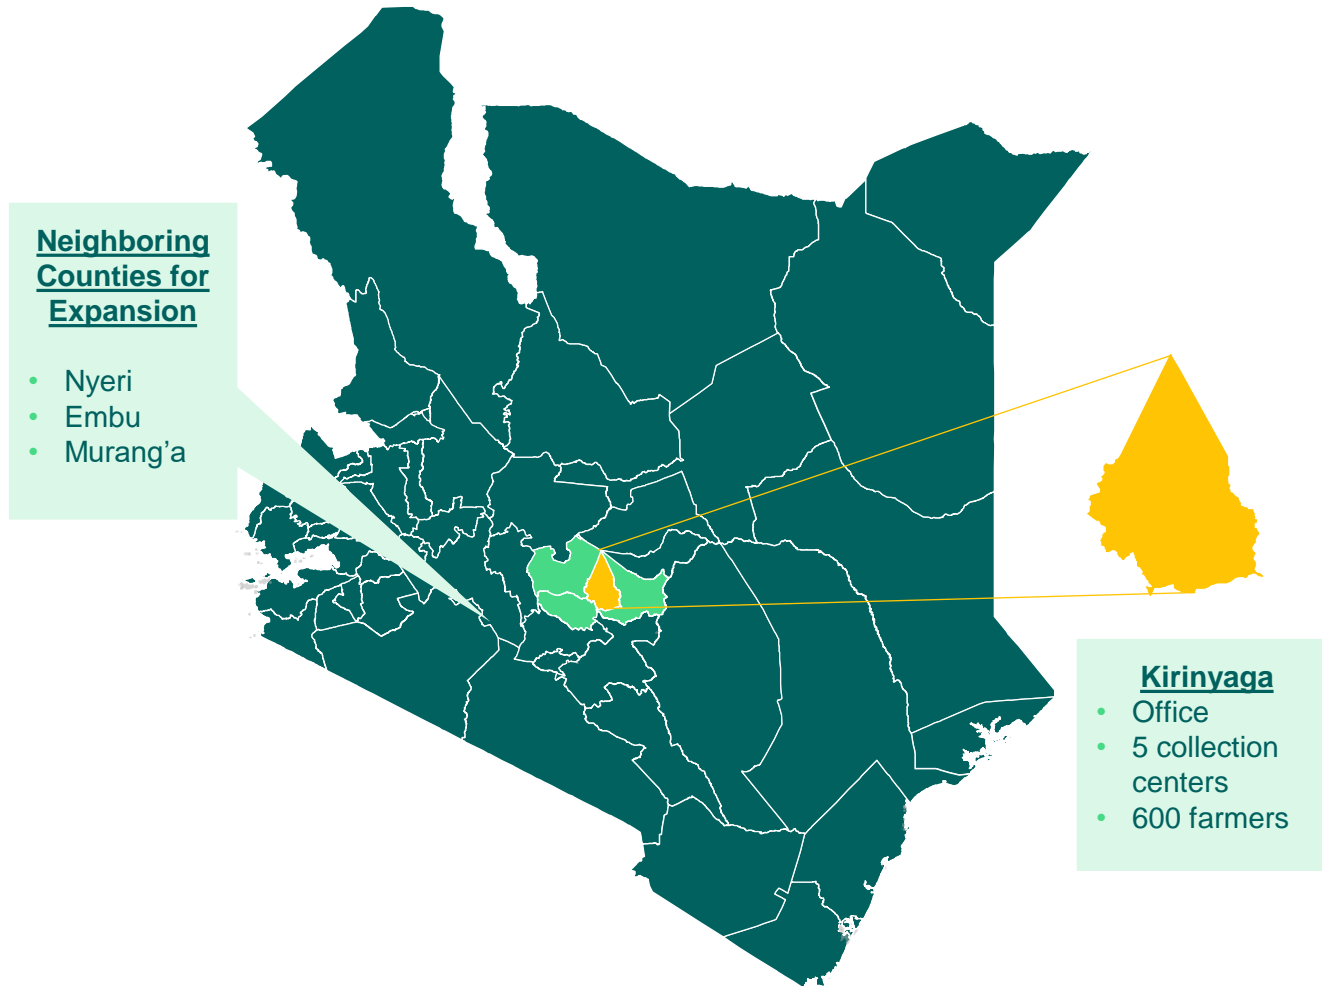 Neighboring
Counties for
Expansion
• Nyeri
• Embu
• Murang’a
Kirinyaga
• Office
• 5 collection
centers
• 600 farmers